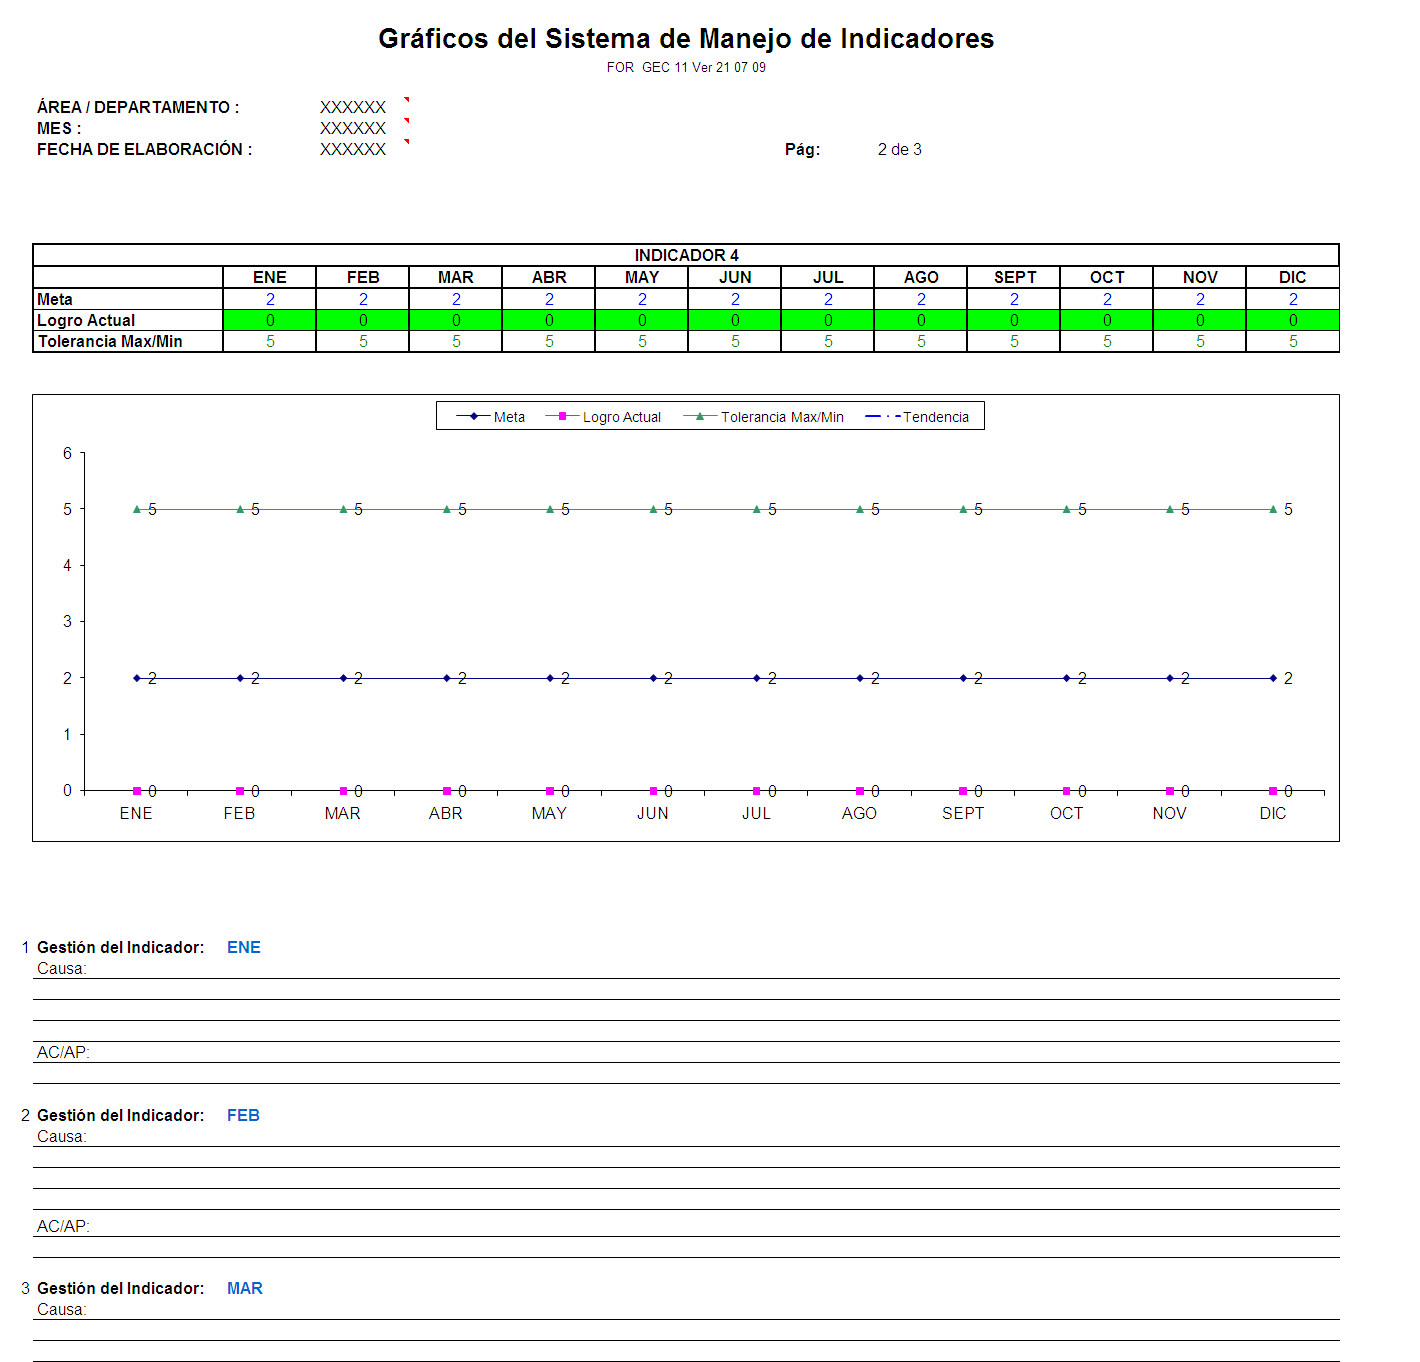 Gráficos del Sistema de Manejo de Indicadores
FOR GEC 11 Ver 21 07 09
ÁREA / DEPARTAMENTO : XXXXXX
MES : XXXXXX
FECHA DE ELABORACIÓN : XXXXXX Pág: 2 de 3
INDICADOR 4
ENE FEB MAR ABR MAY JUN JUL AGO SEPT OCT NOV DIC
Meta 2 2 2 2 2 2 2 2 2 2 2 2
Logro Actual 0 0 0 0 0 0 0 0 0 0 0 0
Tolerancia Max/Min 5 5 5 5 5 5 5 5 5 5 5 5
Meta Logro Actual Tolerancia Max/Min Tendencia
6
5 5 5 5 5 5 5 5 5 5 5 5 5
4
3
2 2 2 2 2 2 2 2 2 2 2 2 2
1
0 0 0 0 0 0 0 0 0 0 0 0 0
ENE FEB MAR ABR MAY JUN JUL AGO SEPT OCT NOV DIC
1 Gestión del Indicador: ENE
Causa:
AC/AP:
2 Gestión del Indicador: FEB
Causa:
AC/AP:
3 Gestión del Indicador: MAR
Causa: